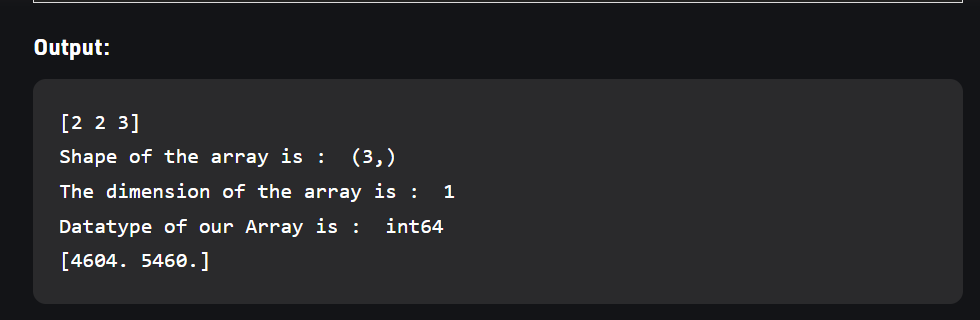 Output:
[2 2 3]
Shape of the array is :  (3,)
The dimension of the array is :  1
Datatype of our Array is :  int64
[4604. 5460.]